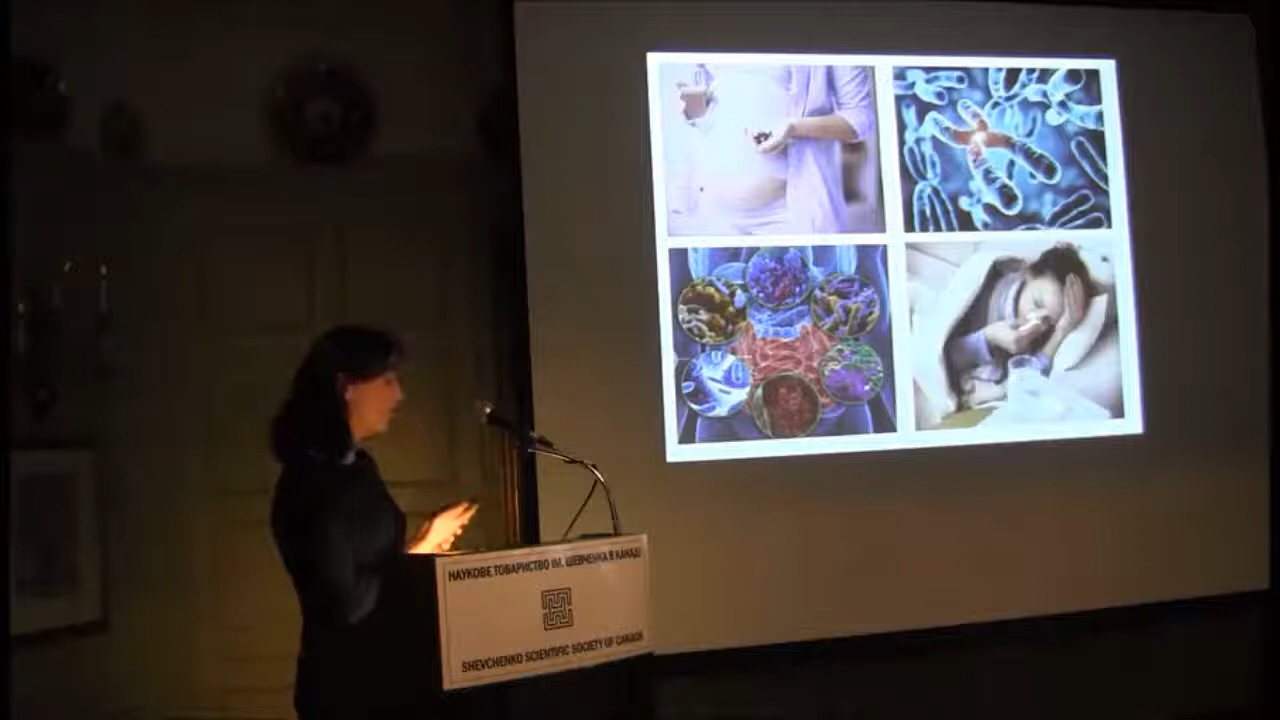 НАУКОВЕ ТОВАРИСТВО ІМ. ШЕВЧЕНКА В КАНАДІ
SHEVCHENKO SCIENTIFIC SOCIETY OF CANADA